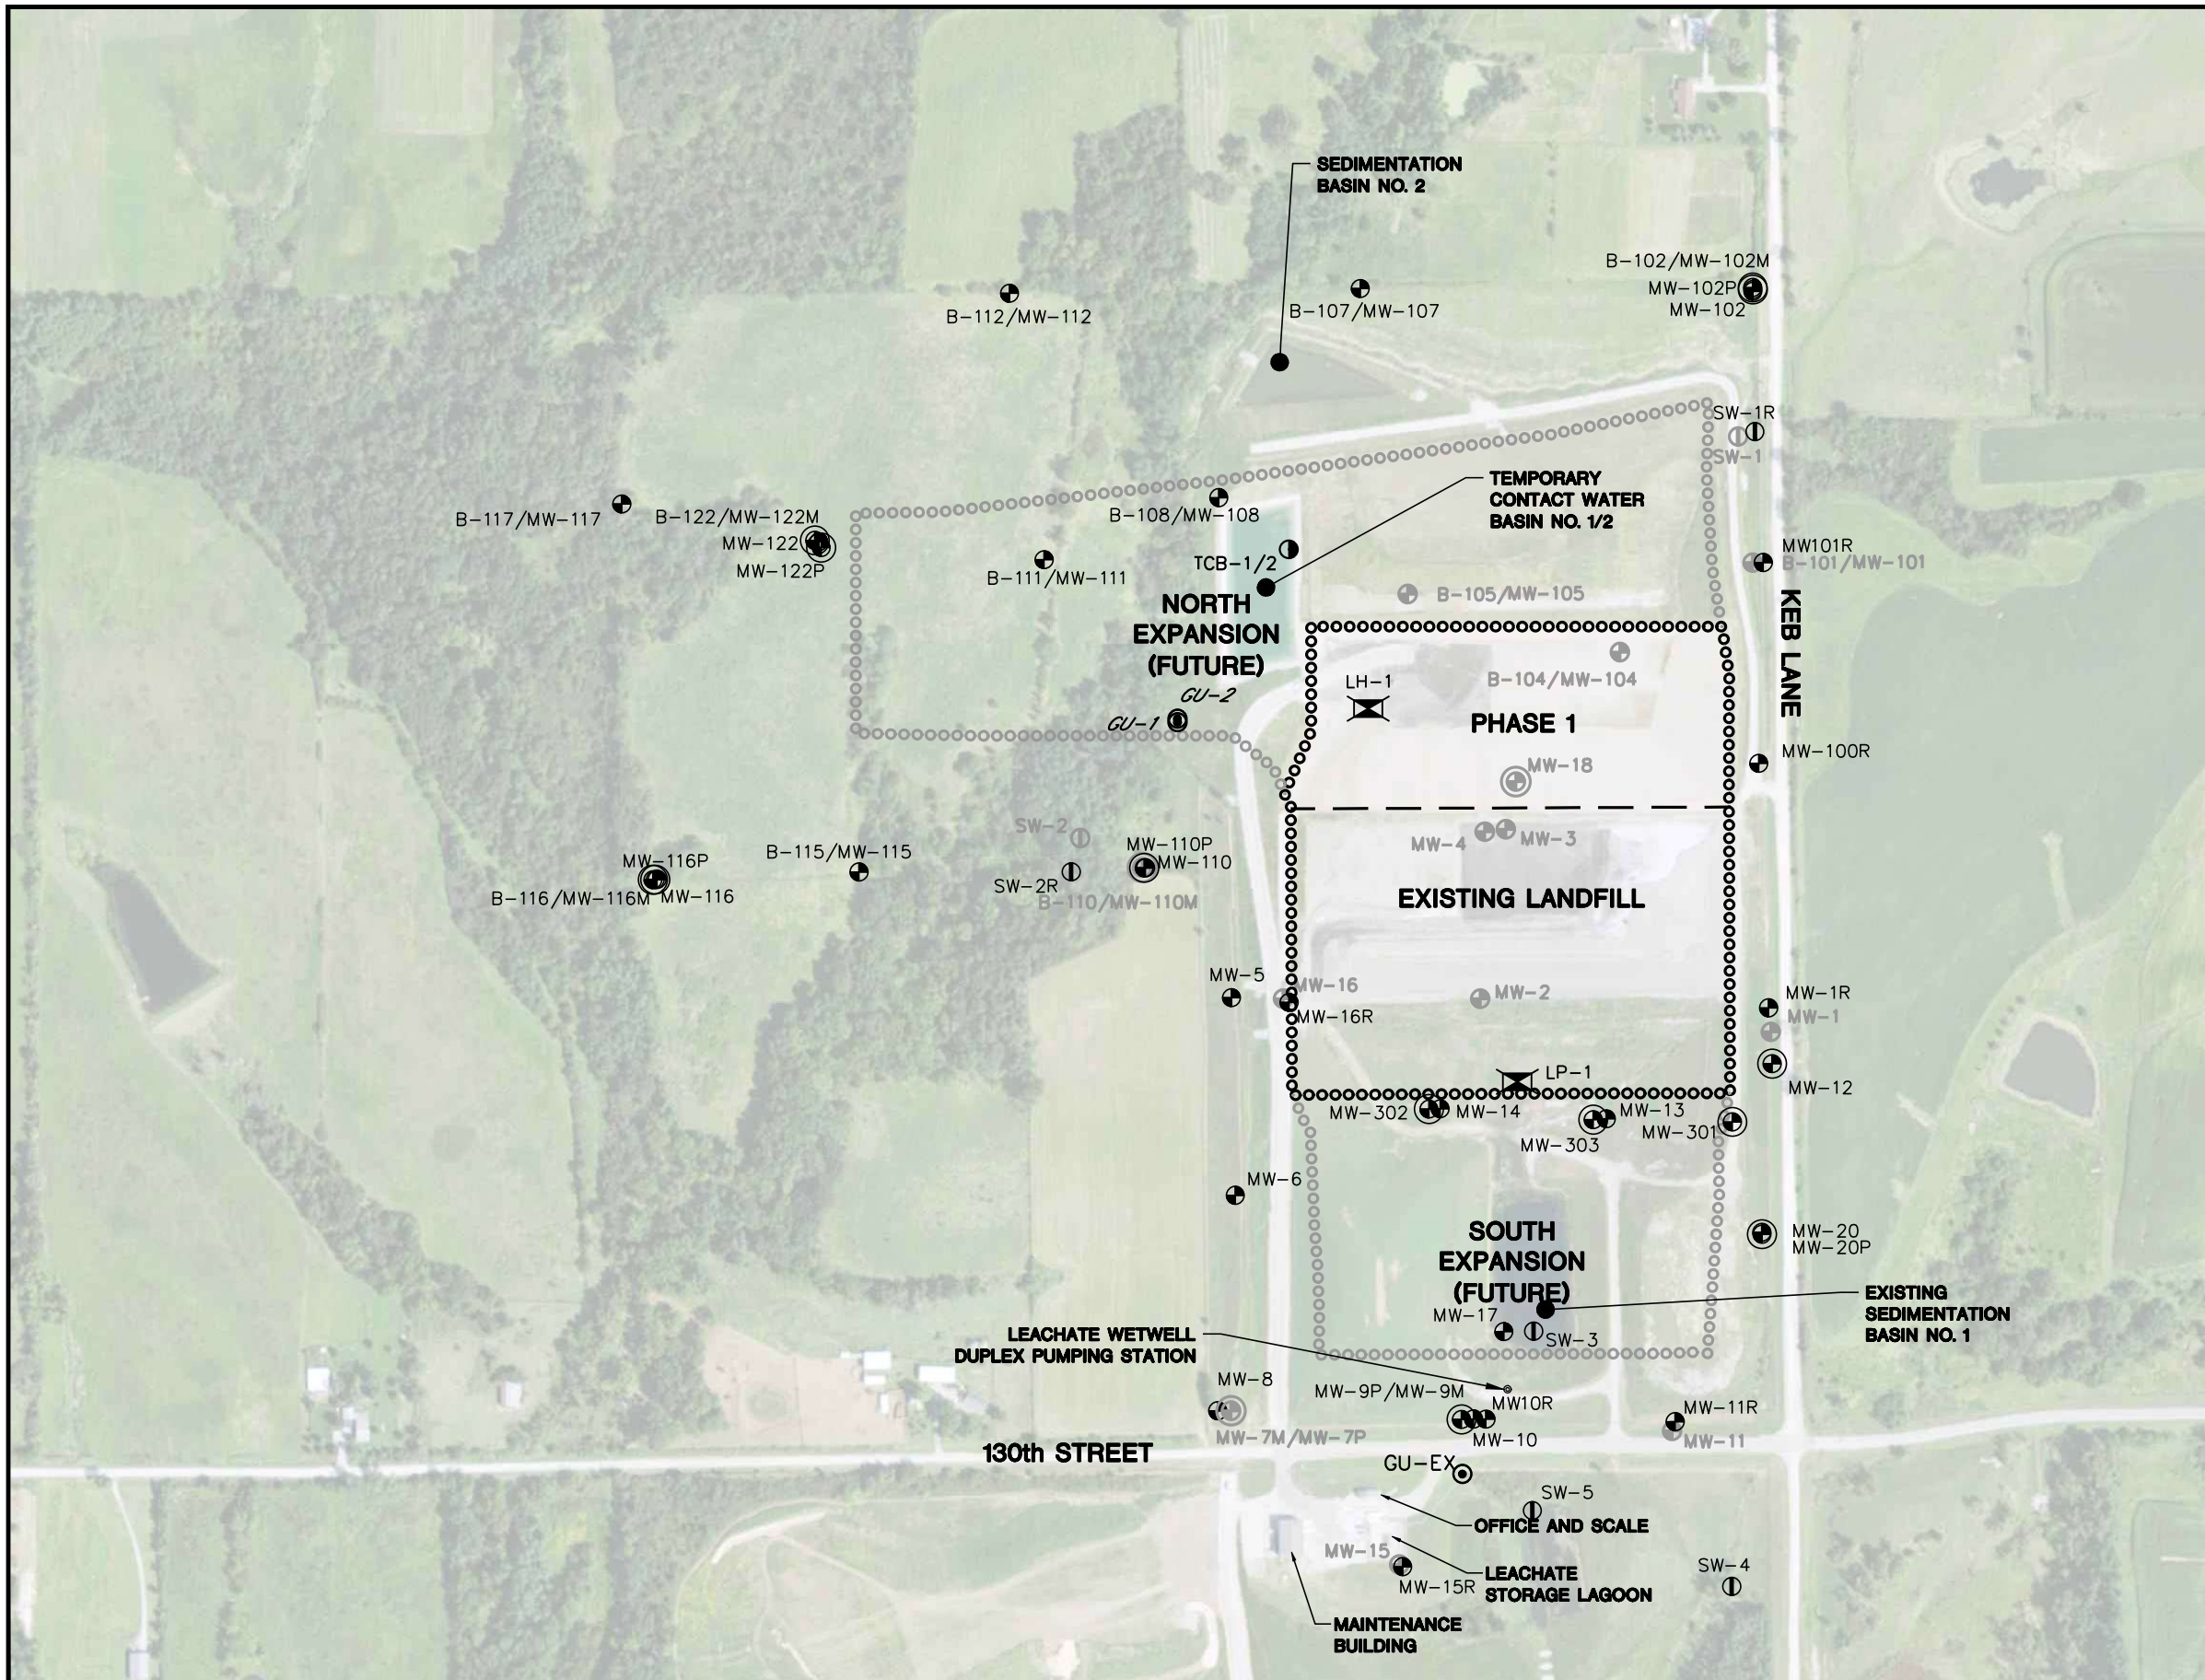 SEDIMENTATION
BASIN NO. 2
B-102/MW-102M
MW-102P
MW-102
B-112/MW-112
B-107/MW-107
SW-1R
SW-1
TEMPORARY
CONTACT WATER
BASIN NO. 1/2
B-117/MW-117
B-122/MW-122M
MW-122
MW-122P
B-108/MW-108
TCB-1/2
B-111/MW-111
MW101R
B-101/MW-101
B-105/MW-105
NORTH
EXPANSION
(FUTURE)
KEB LANE
B-104/MW-104
LH-1
GU-2
GU-1
PHASE 1
MW-100R
MW-18
SW-2
MW-4
MW-3
MW-110P
MW-110
B-115/MW-115
MW-116P
B-116/MW-116M
MW-116
SW-2R
B-110/MW-110M
EXISTING LANDFILL
MW-5
MW-16
MW-16R
MW-2
MW-1R
MW-1
LP-1
MW-12
MW-302
MW-14
MW-13
MW-303
MW-301
MW-6
SOUTH
EXPANSION
(FUTURE)
MW-20
MW-20P
EXISTING
SEDIMENTATION
BASIN NO. 1
MW-17
SW-3
LEACHATE WETWELL
DUPLEX PUMPING STATION
MW-8
MW-7M/MW-7P
MW-9P/MW-9M
MW10R
MW-10
MW-11R
MW-11
130th STREET
GU-EX
SW-5
OFFICE AND SCALE
MW-15
MW-15R
LEACHATE
STORAGE LAGOON
SW-4
MAINTENANCE
BUILDING